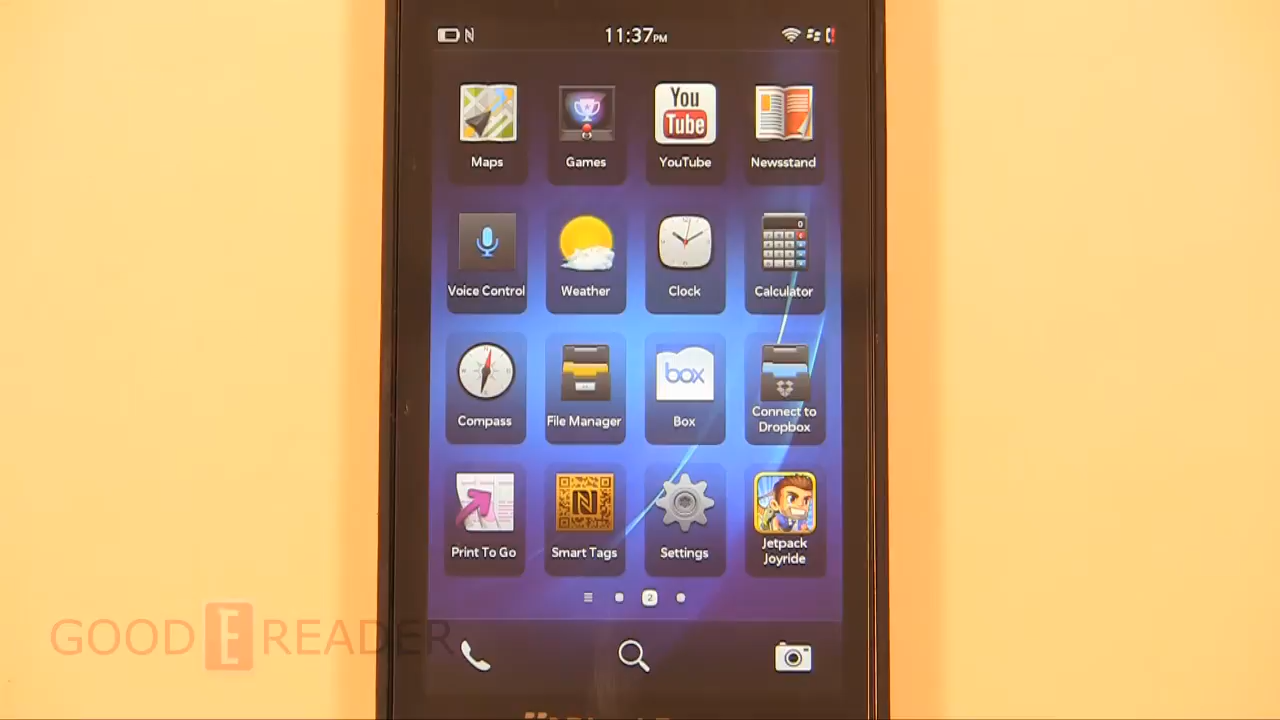 11:37PM
Maps Games YouTube Newsstand
You
Tube
Voice Control Weather Clock Calculator
Compass File Manager Box Connect to
Dropbox
box
Print To Go Smart Tags Settings Jetpack
Joyride
2
GOOD E READER